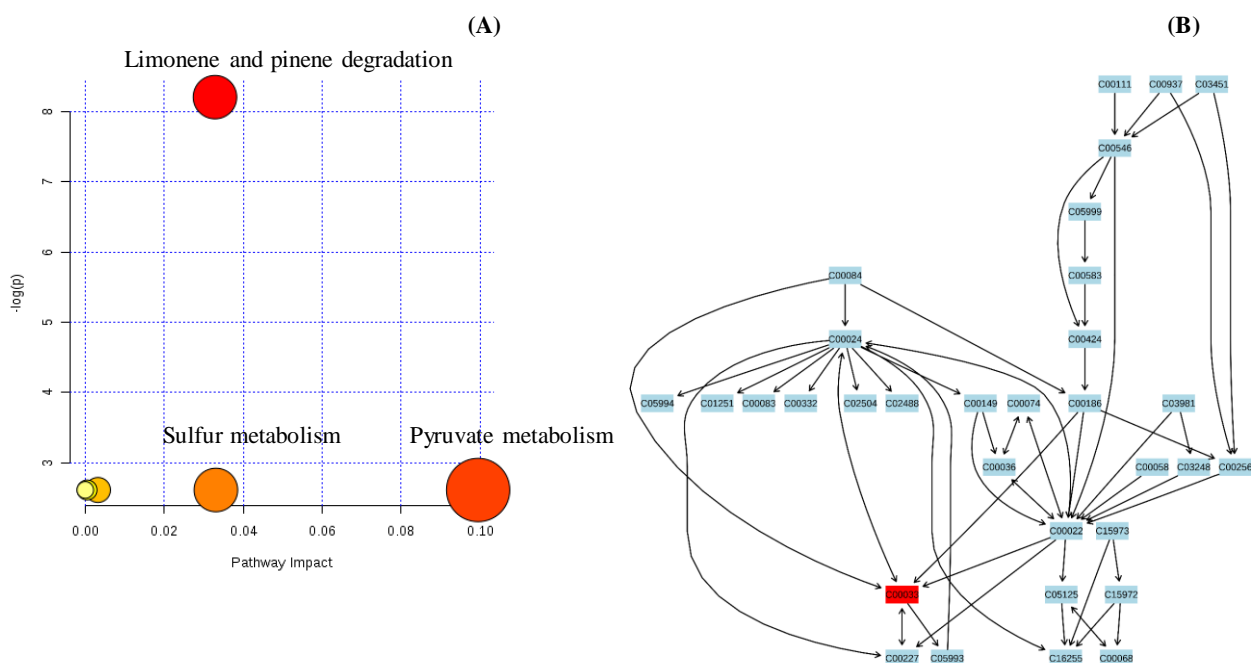 (A)
Limonene and pinene degradation
8
7
6
5
4
3
-log(p)
Sulfur metabolism
Pyruvate metabolism
0.00 0.02 0.04 0.06 0.08 0.10
Pathway Impact
(B)
C00111 C00937 C03451
C00546
C05999
C00084 C00583
C00024 C00424
C05994 C01251 C00083 C00332 C02504 C02488 C00149 C00074 C00186 C03981
C00036 C00058 C03248 C00256
C00022 C15973
C00033 C05125 C15972
C00227 C05993 C16255 C00068